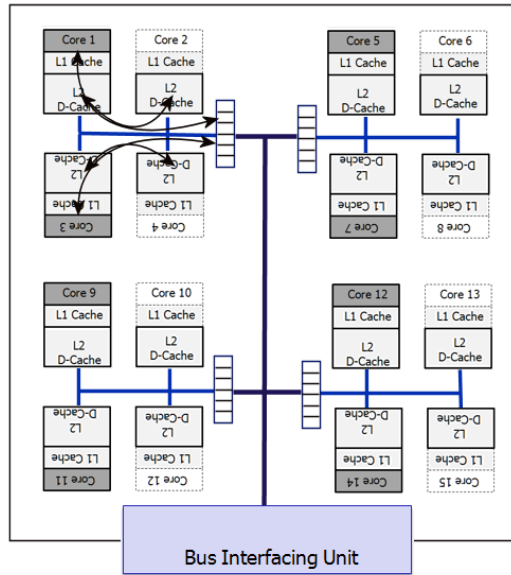 Core 1
L1 Cache
L2
D-Cache
Core 2
L1 Cache
L2
D-Cache
Core 5
L1 Cache
L2
D-Cache
Core 6
L1 Cache
L2
D-Cache
D-Cache
L2
L1 Cache
Core 3
D-Cache
L2
L1 Cache
Core 4
D-Cache
L2
L1 Cache
Core 7
D-Cache
L2
L1 Cache
Core 8
Core 9
L1 Cache
L2
D-Cache
Core 10
L1 Cache
L2
D-Cache
Core 12
L1 Cache
L2
D-Cache
Core 13
L1 Cache
L2
D-Cache
D-Cache
L2
L1 Cache
Core 11
D-Cache
L2
L1 Cache
Core 12
D-Cache
L2
L1 Cache
Core 14
D-Cache
L2
L1 Cache
Core 15
Bus Interfacing Unit